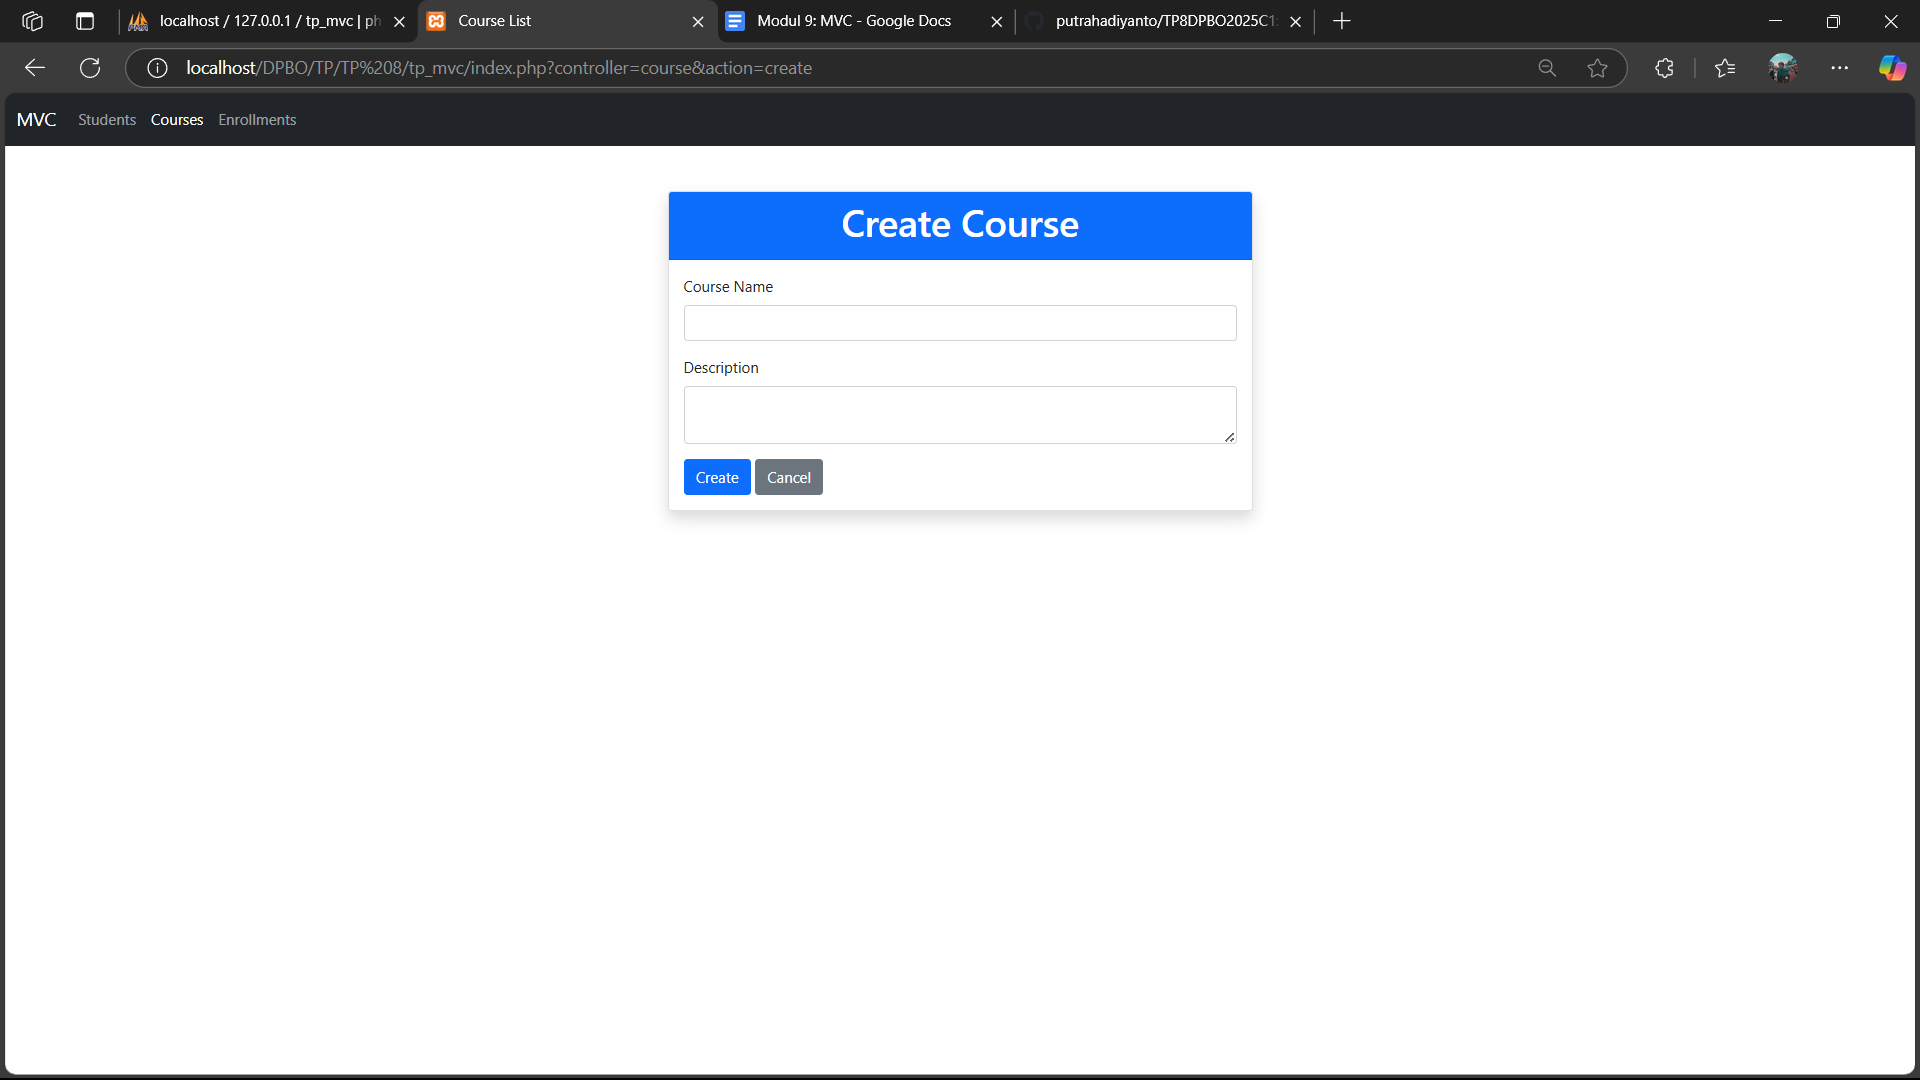 localhost / 127.0.0.1 / tp_mvc | ph
Course List
Modul 9: MVC - Google Docs
putrahadiyanto/TP8DPBO2025C1:
localhost/DPBO/TP/TP%208/tp_mvc/index.php?controller=course&action=create
MVC Students Courses Enrollments
Create Course
Course Name
Description
Create Cancel